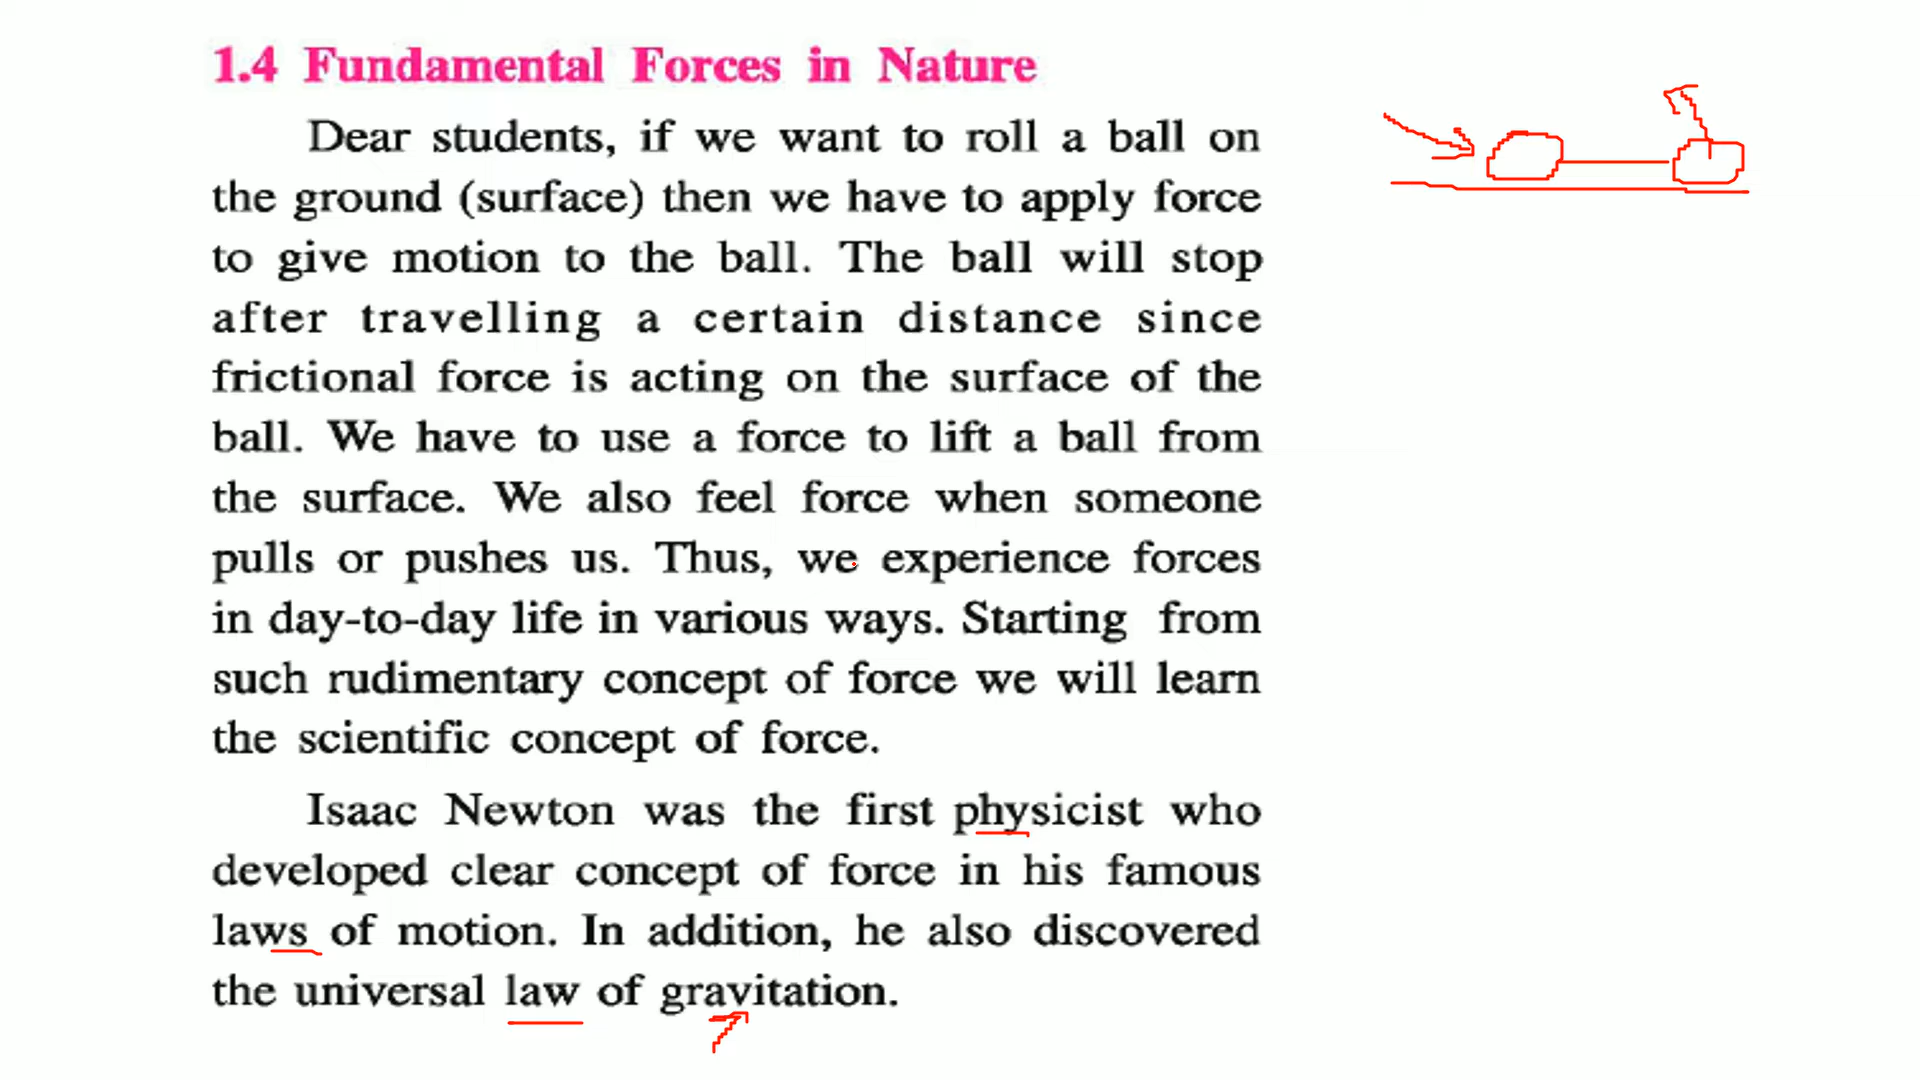 1.4 Fundamental Forces in Nature
Dear students, if we want to roll a ball on
the ground (surface) then we have to apply force
to give motion to the ball. The ball will stop
after travelling a certain distance since
frictional force is acting on the surface of the
ball. We have to use a force to lift a ball from
the surface. We also feel force when someone
pulls or pushes us. Thus, we experience forces
in day-to-day life in various ways. Starting from
such rudimentary concept of force we will learn
the scientific concept of force.
Isaac Newton was the first physicist who
developed clear concept of force in his famous
laws of motion. In addition, he also discovered
the universal law of gravitation.